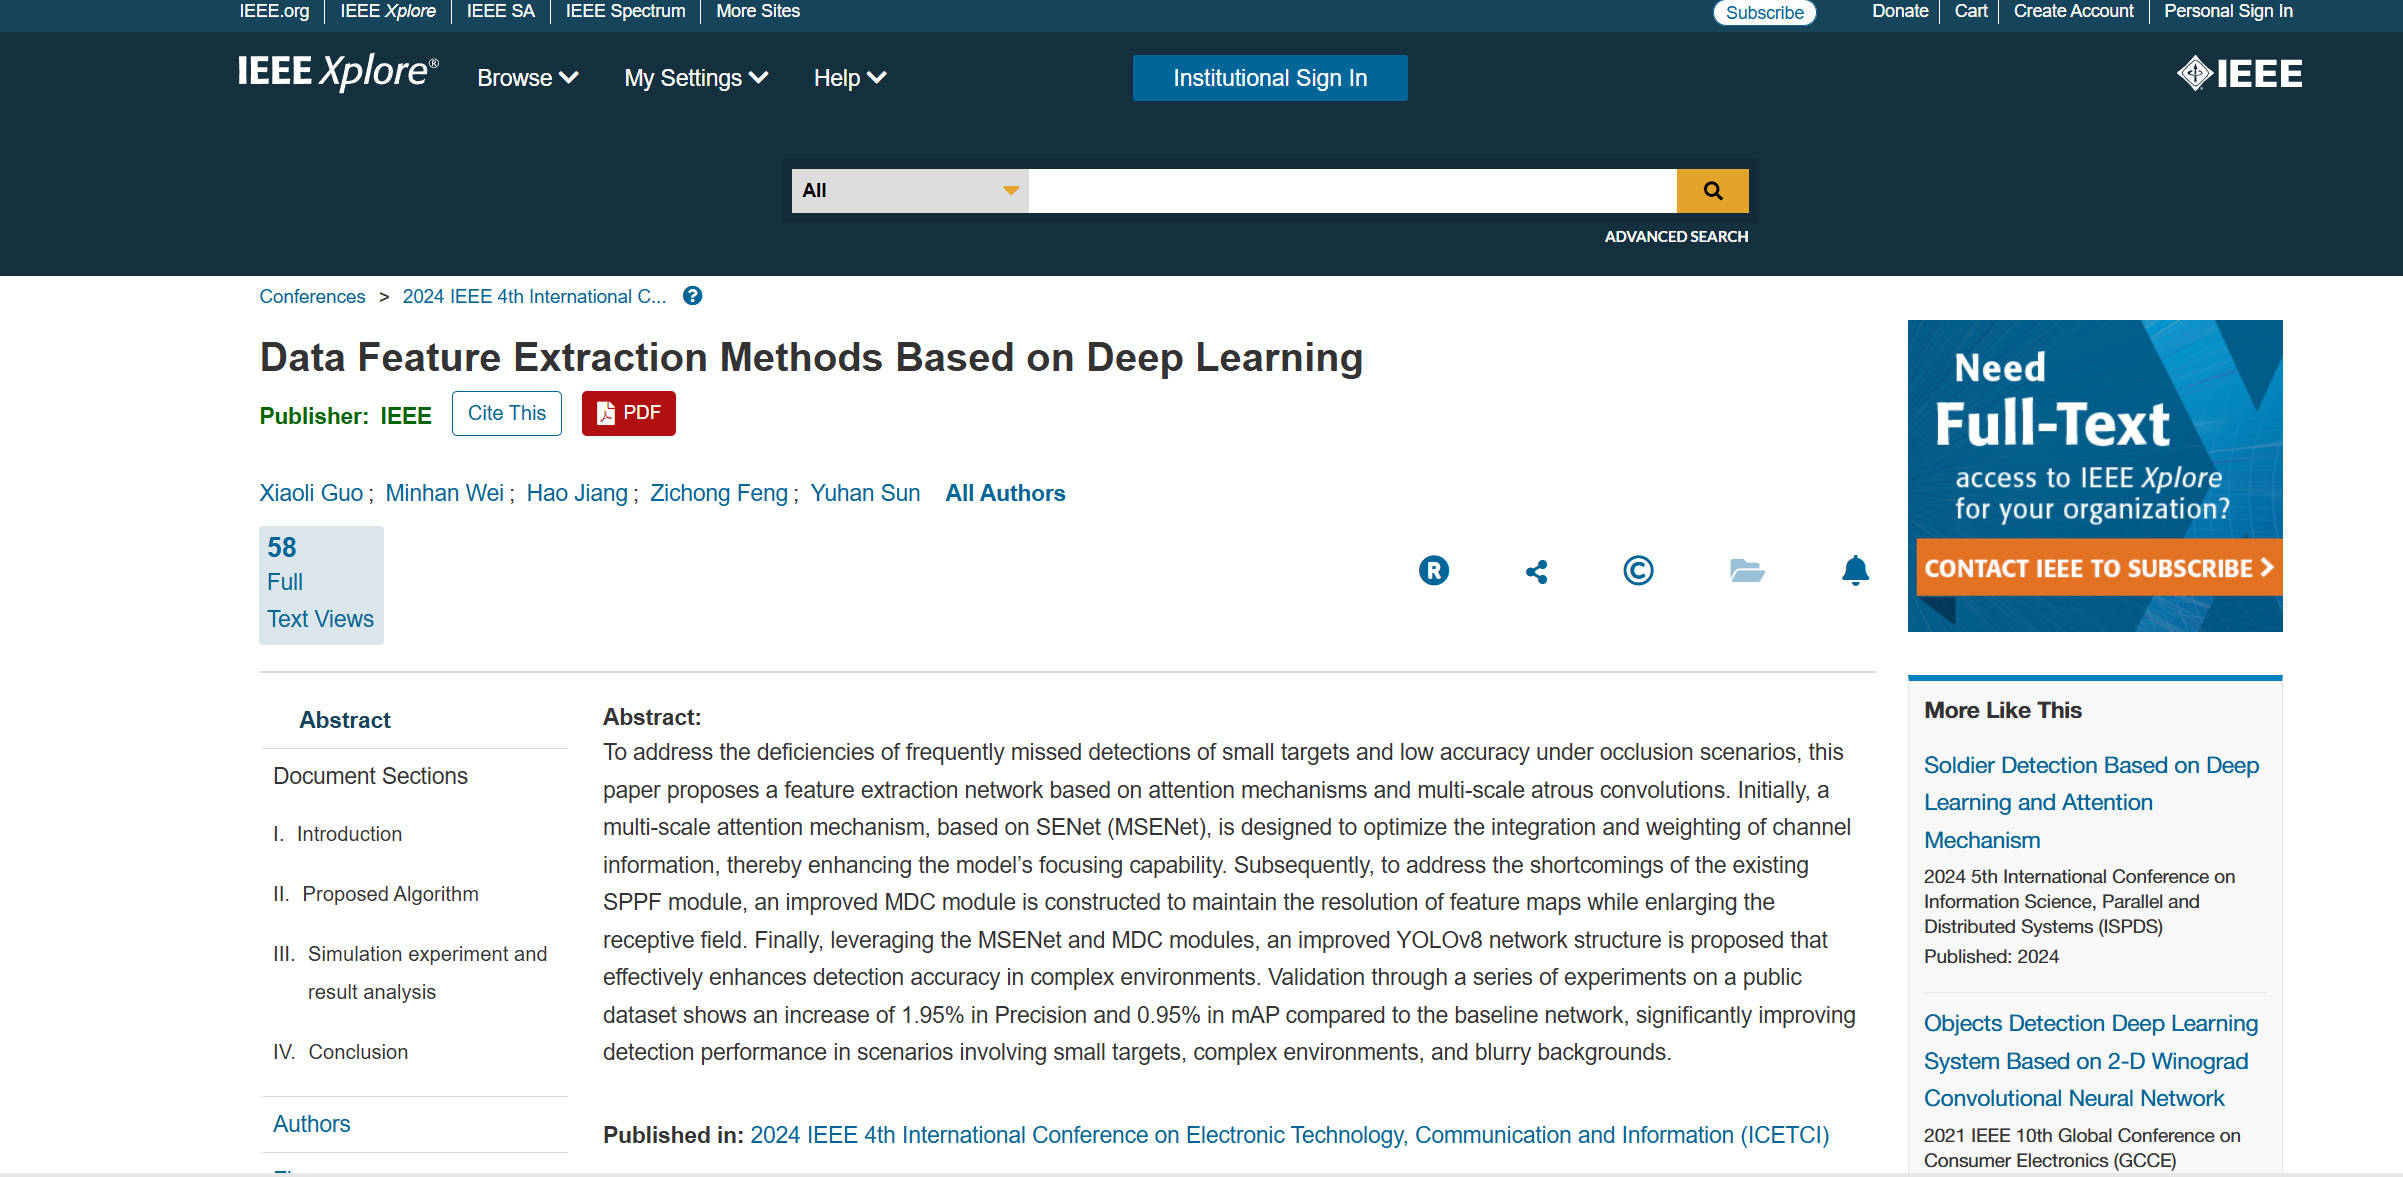 IEEE.org IEEE Xplore IEEE SA IEEE Spectrum More Sites Subscribe Donate Cart Create Account Personal Sign In
IEEE Xplore® Browse My Settings Help Institutional Sign In IEEE
All
ADVANCED SEARCH
Conferences > 2024 IEEE 4th International C... ?
Data Feature Extraction Methods Based on Deep Learning
Publisher: IEEE Cite This PDF
Xiaoli Guo ; Minhan Wei ; Hao Jiang ; Zichong Feng ; Yuhan Sun All Authors
58
Full
Text Views
R ©
Need
Full-Text
access to IEEE Xplore
for your organization?
CONTACT IEEE TO SUBSCRIBE >
Abstract
Document Sections
I. Introduction
II. Proposed Algorithm
III. Simulation experiment and
result analysis
IV. Conclusion
Authors
Abstract:
To address the deficiencies of frequently missed detections of small targets and low accuracy under occlusion scenarios, this
paper proposes a feature extraction network based on attention mechanisms and multi-scale atrous convolutions. Initially, a
multi-scale attention mechanism, based on SENet (MSENet), is designed to optimize the integration and weighting of channel
information, thereby enhancing the model’s focusing capability. Subsequently, to address the shortcomings of the existing
SPPF module, an improved MDC module is constructed to maintain the resolution of feature maps while enlarging the
receptive field. Finally, leveraging the MSENet and MDC modules, an improved YOLOv8 network structure is proposed that
effectively enhances detection accuracy in complex environments. Validation through a series of experiments on a public
dataset shows an increase of 1.95% in Precision and 0.95% in mAP compared to the baseline network, significantly improving
detection performance in scenarios involving small targets, complex environments, and blurry backgrounds.
Published in: 2024 IEEE 4th International Conference on Electronic Technology, Communication and Information (ICETCI)
More Like This
Soldier Detection Based on Deep
Learning and Attention
Mechanism
2024 5th International Conference on
Information Science, Parallel and
Distributed Systems (ISPDS)
Published: 2024
Objects Detection Deep Learning
System Based on 2-D Winograd
Convolutional Neural Network
2021 IEEE 10th Global Conference on
Consumer Electronics (GCCE)